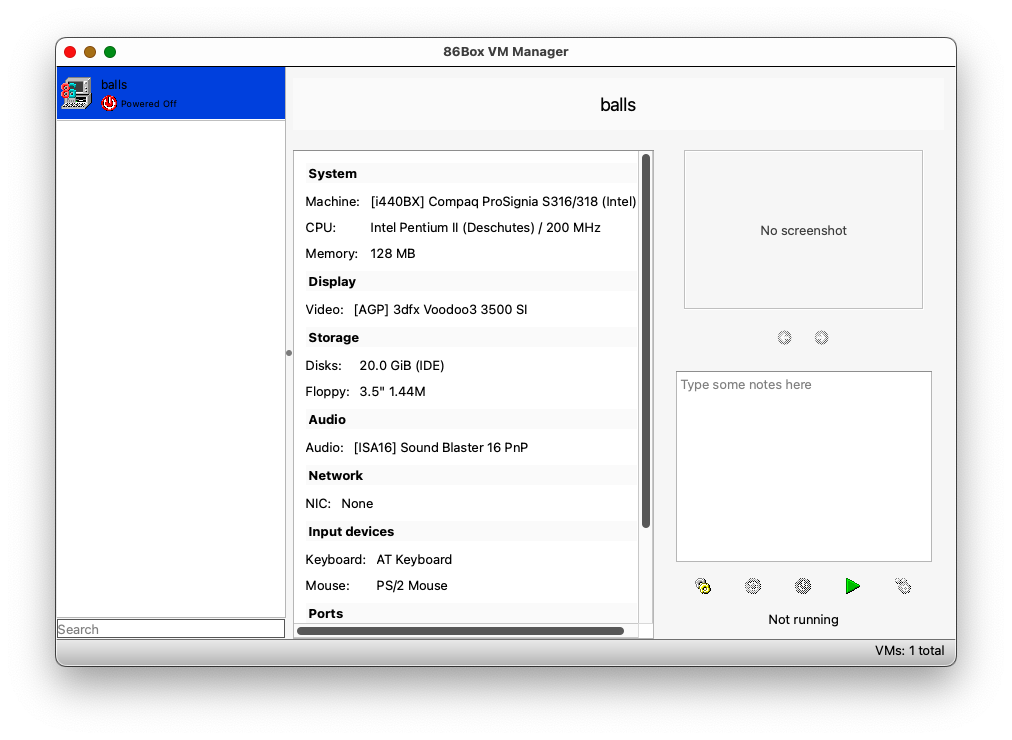 86Box VM Manager
balls
Powered Off
Search
balls
System
Machine: [i440BX] Compaq ProSignia S316/318 (Intel)
CPU: Intel Pentium II (Deschutes) / 200 MHz
Memory: 128 MB
Display
Video: [AGP] 3dfx Voodoo3 3500 SI
Storage
Disks: 20.0 GiB (IDE)
Floppy: 3.5" 1.44M
Audio
Audio: [ISA16] Sound Blaster 16 PnP
Network
NIC: None
Input devices
Keyboard: AT Keyboard
Mouse: PS/2 Mouse
Ports
No screenshot
Type some notes here
Not running
VMs: 1 total